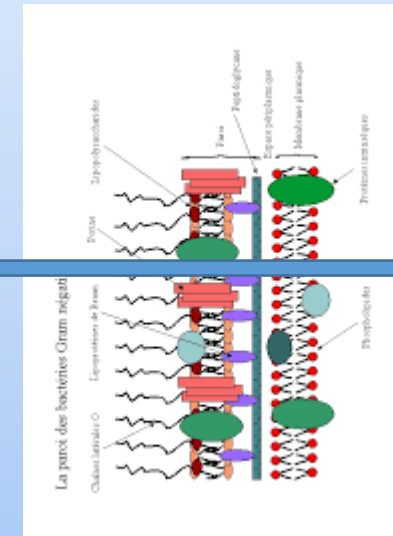 La paroi des bactéries Gram négati
Chaînes latérales O
Lipoprotéines de Braun
Porine
Lipopolysaccharides
Paroi
Peptidoglycane
Espace périplasmique
Membrane plasmique
Phospholipides
Protéines intrinsèques